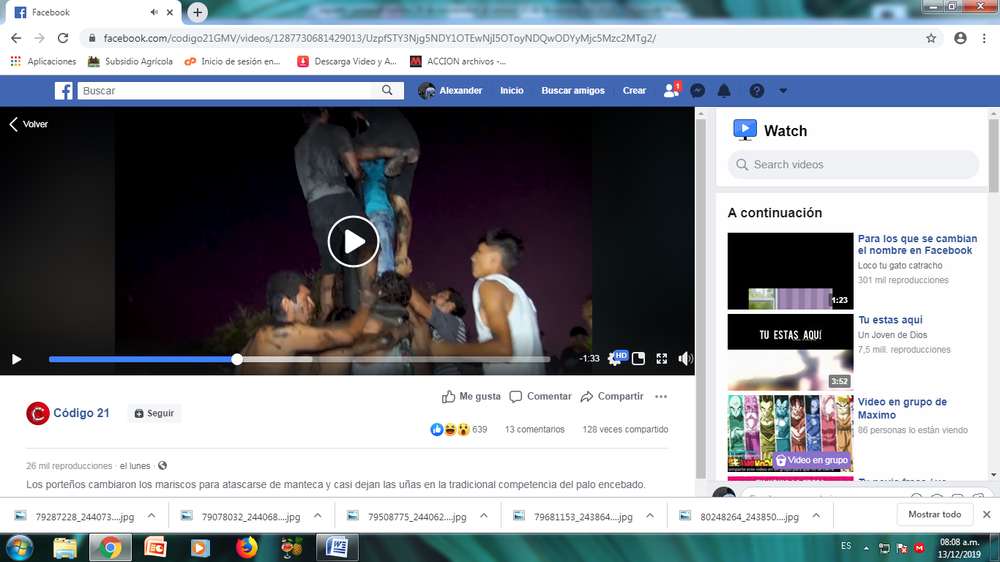 Facebook
facebook.com/codigo21GMV/videos/1287730681429013/UzpfSTY3Njg5NDY1OTEwNjI5OToyNDQwODYyMjc5Mzc2MTg2/
Aplicaciones Subsidio Agrícola Inicio de sesión en... Descarga Video y A... ACCION archivos -...
Buscar Alexander Inicio Buscar amigos Crear 1
Volver
-1:33 HD
Me gusta Comentar Compartir
Código 21 Seguir
639 13 comentarios 128 veces compartido
26 mil reproducciones · el lunes ·
Los porteños cambiaron los mariscos para atascarse de manteca y casi dejan las uñas en la tradicional competencia del palo encebado.
Watch
Search videos
A continuación
Para los que se cambian
el nombre en Facebook
Loco tu gato catracho
301 mil reproducciones
1:23
Tu estas aquí
Un Joven de Dios
7,5 mill. reproducciones
TU ESTAS AQUÍ
3:52
Video en grupo de
Maximo
86 personas lo están viendo
Video en grupo
79287228_244073....jpg 79078032_244068....jpg 79508775_244062....jpg 79681153_243864....jpg 80248264_243850....jpg Mostrar todo
ES 08:08 a.m.
13/12/2019